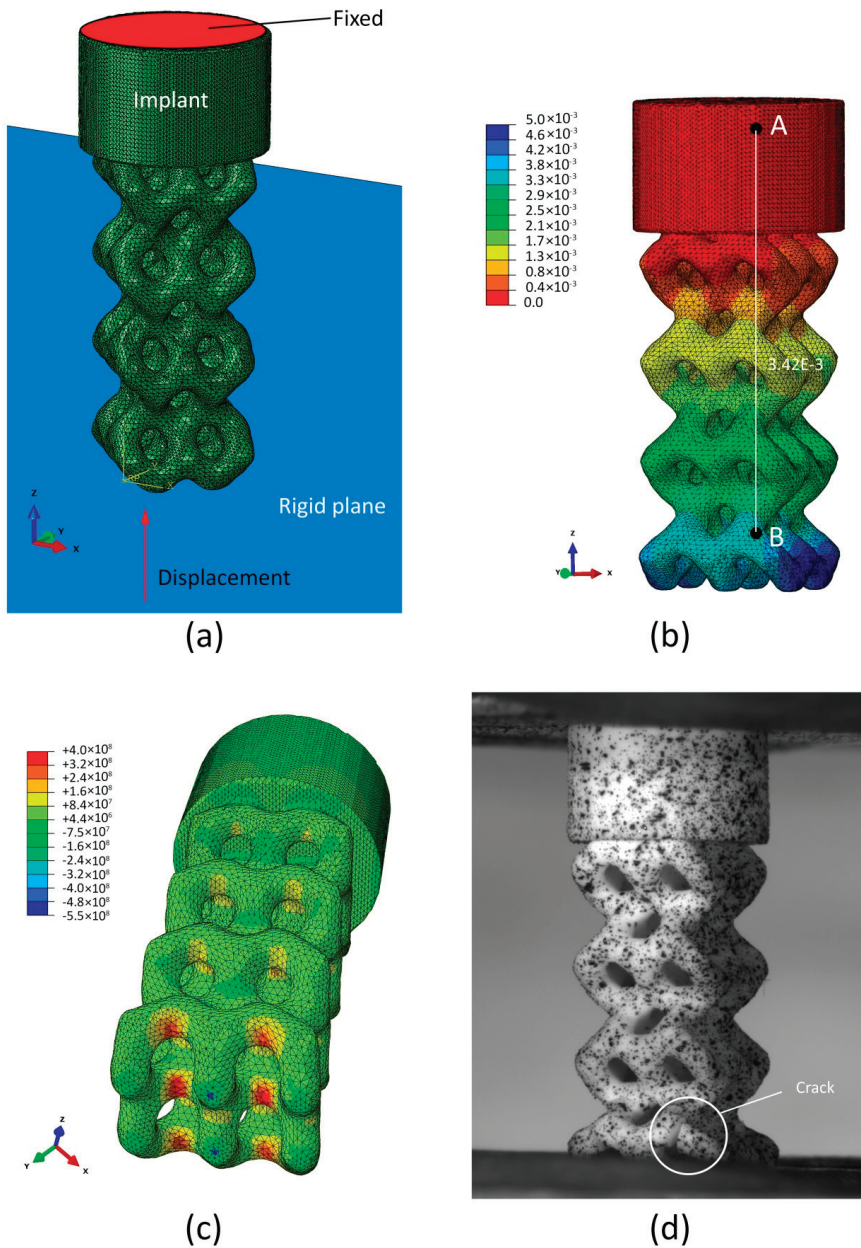 Fixed
Implant
Rigid plane
Displacement
Z
Y
X
X
(a)
5.0×10⁻³
4.6×10⁻³
4.2×10⁻³
3.8×10⁻³
3.3×10⁻³
2.9×10⁻³
2.5×10⁻³
2.1×10⁻³
1.7×10⁻³
1.3×10⁻³
0.8×10⁻³
0.4×10⁻³
0.0
A
3.42E-3
B
Z
Y
X
(b)
+4.0×10⁸
+3.2×10⁸
+2.4×10⁸
+1.6×10⁸
+8.4×10⁷
+4.4×10⁶
-7.5×10⁷
-1.6×10⁸
-2.4×10⁸
-3.2×10⁸
-4.0×10⁸
-4.8×10⁸
-5.5×10⁸
Z
Y
X
(c)
Crack
(d)